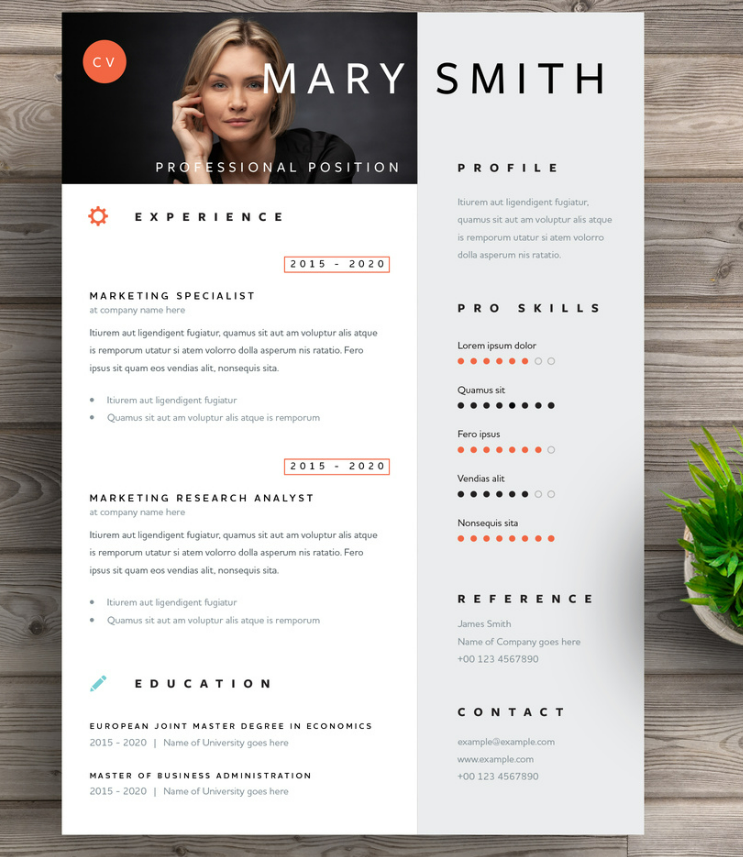 CV
MARY SMITH
PROFESSIONAL POSITION
EXPERIENCE
2015 - 2020
MARKETING SPECIALIST
at company name here
Itiurem aut ligendigent fugiatur, quamus sit aut am voluptur alis atque
is remporum utatur si atem volorro dolla asperum nis ratatio. Fero
ipsus sit quam eos vendias alit, nonsequis sita.
Itiurem aut ligendigent fugiatur
Quamus sit aut am voluptur alis atque is remporum
2015 - 2020
MARKETING RESEARCH ANALYST
at company name here
Itiurem aut ligendigent fugiatur, quamus sit aut am voluptur alis atque
is remporum utatur si atem volorro dolla asperum nis ratatio. Fero
ipsus sit quam eos vendias alit, nonsequis sita.
Itiurem aut ligendigent fugiatur
Quamus sit aut am voluptur alis atque is remporum
EDUCATION
EUROPEAN JOINT MASTER DEGREE IN ECONOMICS
2015 - 2020 | Name of University goes here
MASTER OF BUSINESS ADMINISTRATION
2015 - 2020 | Name of University goes here
PROFILE
Itiurem aut ligendigent fugiatur,
quamus sit aut am voluptur alis atque
is remporum utatur si atem volorro
dolla asperum nis ratatio.
PRO SKILLS
Lorem ipsum dolor
Quamus sit
Fero ipsus
Vendias alit
Nonsequis sita
REFERENCE
James Smith
Name of Company goes here
+00 123 4567890
CONTACT
example@example.com
www.example.com
+00 123 4567890